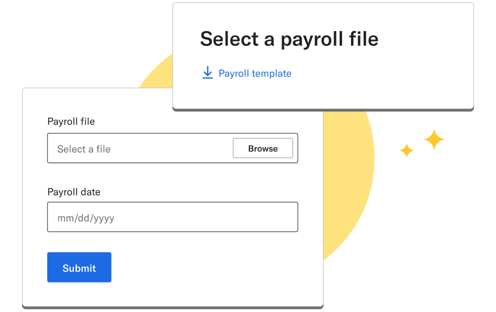 Select a payroll file
Payroll template
Payroll file
Select a file
Browse
Payroll date
mm/dd/yyyy
Submit